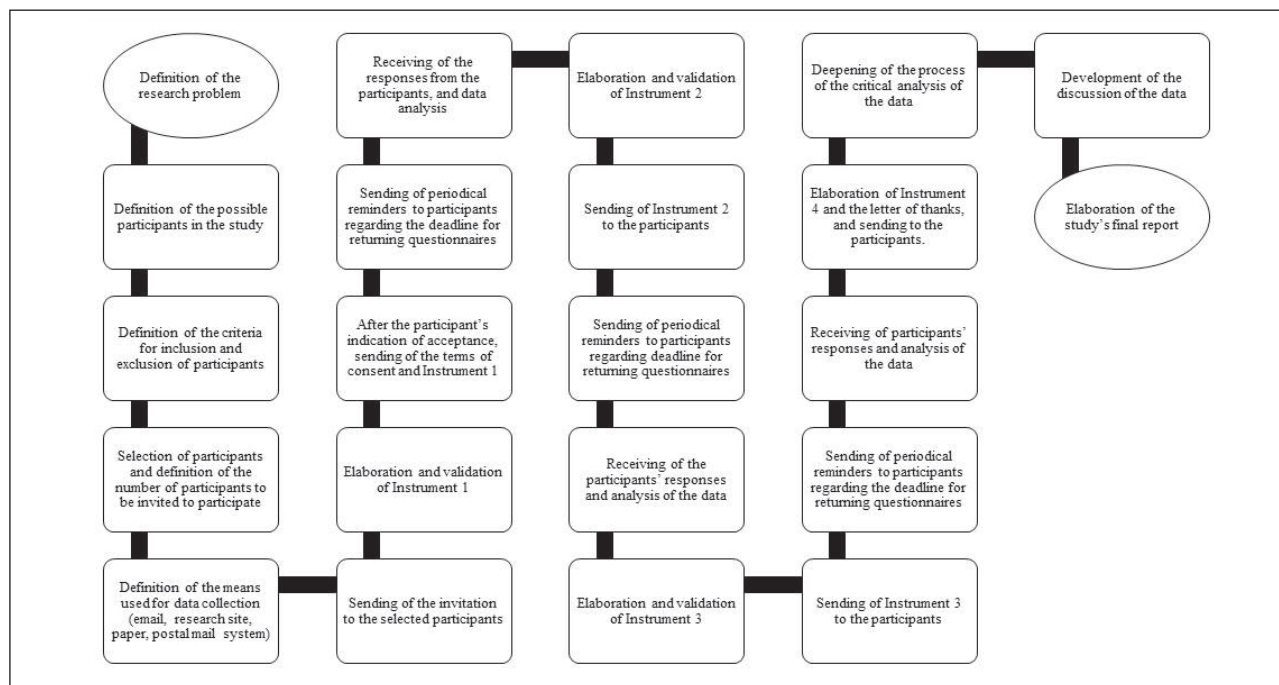 Definition of the
research problem
Definition of the possible
participants in the study
Definition of the criteria
for inclusion and
exclusion of participants
Selection of participants
and definition of the
number of participants to
be invited to participate
Definition of the means
used for data collection
(email, research site,
paper, postal mail system)
Sending of the invitation
to the selected participants
Elaboration and validation
of Instrument 1
After the participant's
indication of acceptance,
sending of the terms of
consent and Instrument 1
Sending of periodical
reminders to participants
regarding the deadline for
returning questionnaires
Receiving of the
responses from the
participants, and data
analysis
Elaboration and validation
of Instrument 2
Sending of Instrument 2
to the participants
Sending of periodical
reminders to participants
regarding deadline for
returning questionnaires
Receiving of the
participants' responses
and analysis of the data
Elaboration and validation
of Instrument 3
Sending of Instrument 3
to the participants
Sending of periodical
reminders to participants
regarding the deadline for
returning questionnaires
Receiving of participants'
responses and analysis of
the data
Elaboration of Instrument
4 and the letter of thanks,
and sending to the
participants.
Deepening of the process
of the critical analysis of
the data
Development of the
discussion of the data
Elaboration of the
study's final report